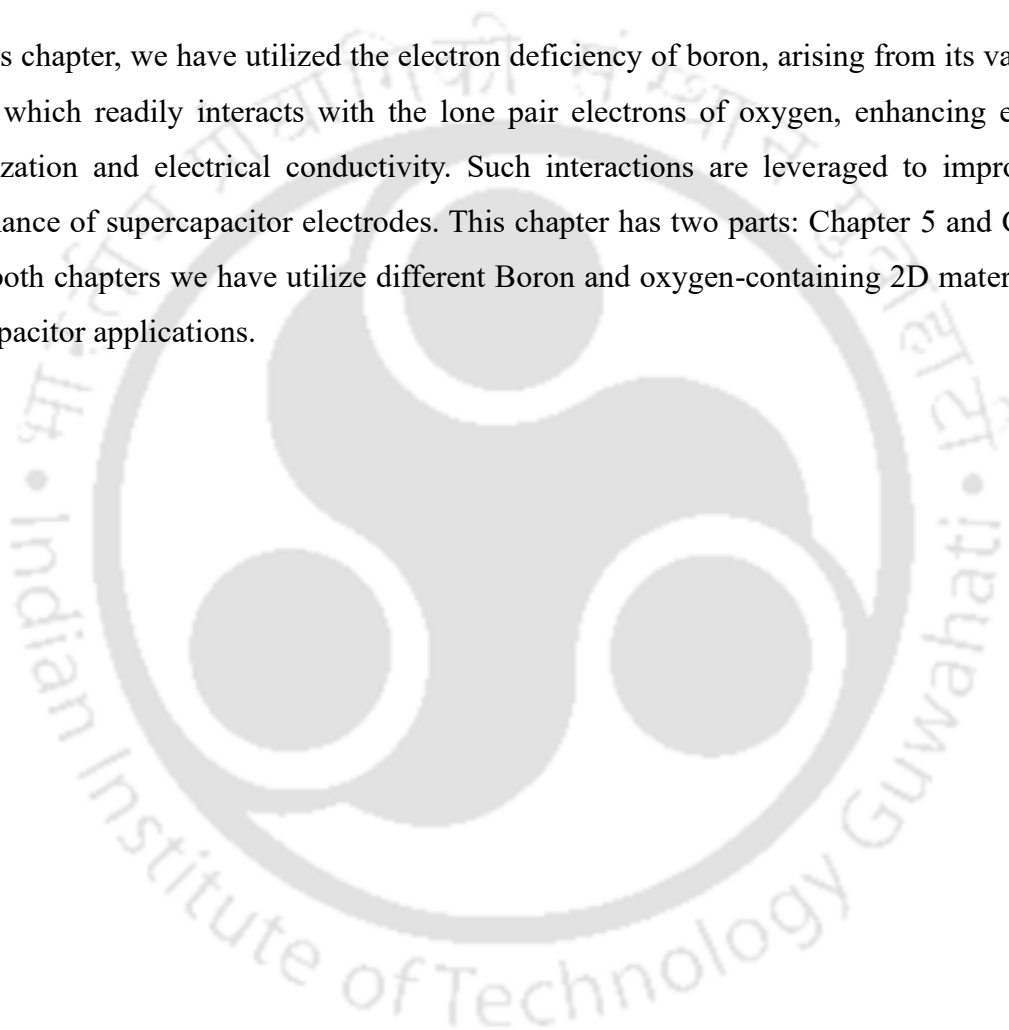 s chapter, we have utilized the electron deficiency of boron, arising from its va
which readily interacts with the lone pair electrons of oxygen, enhancing e
zation and electrical conductivity. Such interactions are leveraged to impro
ance of supercapacitor electrodes. This chapter has two parts: Chapter 5 and C
ooth chapters we have utilize different Boron and oxygen-containing 2D mater
pacitor applications.
Indian Institute of Technology Guwahati